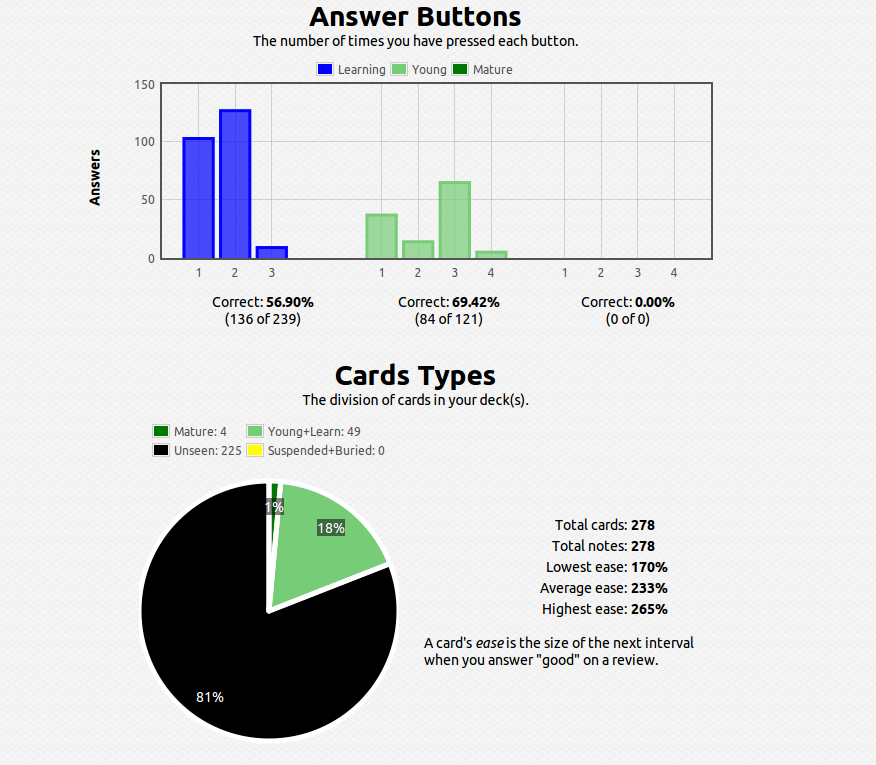 Answer Buttons
The number of times you have pressed each button.
Learning Young Mature
150
100
50
0
Answers
1 2 3 1 2 3 4 1 2 3 4
Correct: 56.90% Correct: 69.42% Correct: 0.00%
(136 of 239) (84 of 121) (0 of 0)
Cards Types
The division of cards in your deck(s).
Mature: 4 Young+Learn: 49
Unseen: 225 Suspended+Buried: 0
1%
18%
81%
Total cards: 278
Total notes: 278
Lowest ease: 170%
Average ease: 233%
Highest ease: 265%
A card's ease is the size of the next interval
when you answer "good" on a review.